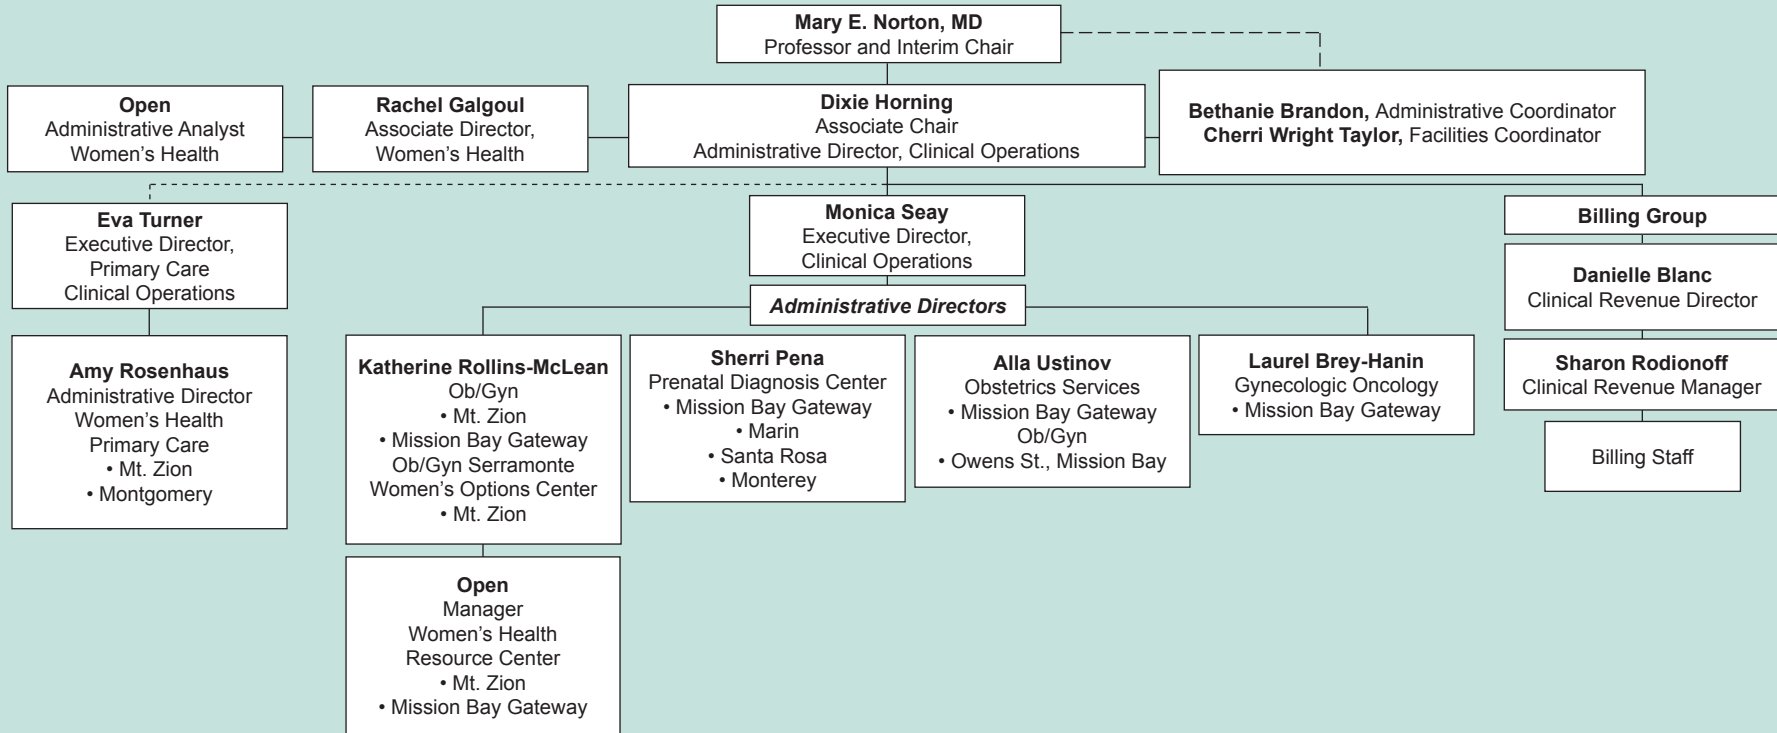 Mary E. Norton, MD
Professor and Interim Chair
Open
Administrative Analyst
Women's Health
Rachel Galgoul
Associate Director,
Women's Health
Dixie Horning
Associate Chair
Administrative Director, Clinical Operations
Bethanie Brandon, Administrative Coordinator
Cherri Wright Taylor, Facilities Coordinator
Eva Turner
Executive Director,
Primary Care
Clinical Operations
Monica Seay
Executive Director,
Clinical Operations
Billing Group
Danielle Blanc
Clinical Revenue Director
Administrative Directors
Amy Rosenhaus
Administrative Director
Women's Health
Primary Care
• Mt. Zion
• Montgomery
Katherine Rollins-McLean
Ob/Gyn
• Mt. Zion
• Mission Bay Gateway
Ob/Gyn Serramonte
Women's Options Center
• Mt. Zion
Sherri Pena
Prenatal Diagnosis Center
• Mission Bay Gateway
• Marin
• Santa Rosa
• Monterey
Alla Ustinov
Obstetrics Services
• Mission Bay Gateway
Ob/Gyn
• Owens St., Mission Bay
Laurel Brey-Hanin
Gynecologic Oncology
• Mission Bay Gateway
Sharon Rodionoff
Clinical Revenue Manager
Billing Staff
Open
Manager
Women's Health
Resource Center
• Mt. Zion
• Mission Bay Gateway